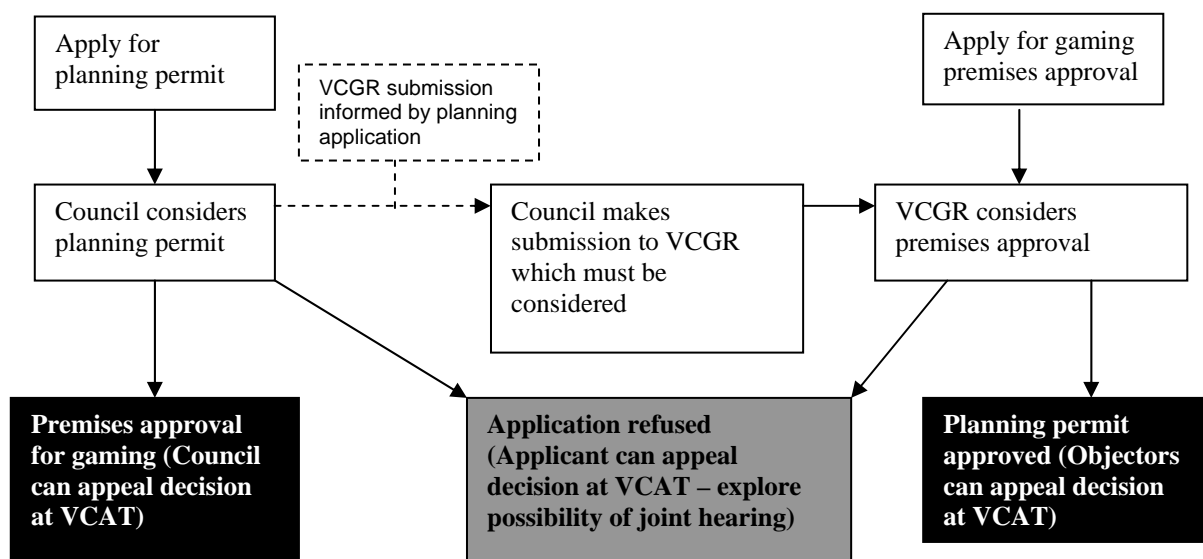 Apply for
planning permit
Apply for gaming
premises approval
VCGR submission
informed by planning
application
Council considers
planning permit
Council makes
submission to VCGR
which must be
considered
VCGR considers
premises approval
Premises approval
for gaming (Council
can appeal decision
at VCAT)
Application refused
(Applicant can appeal
decision at VCAT – explore
possibility of joint hearing)
Planning permit
approved (Objectors
can appeal decision
at VCAT)